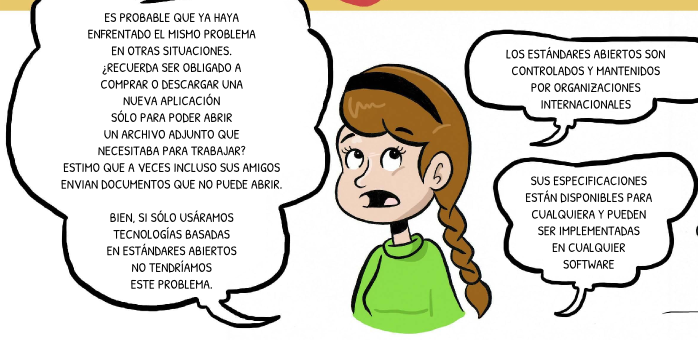 ES PROBABLE QUE YA HAYA
ENFRENTADO EL MISMO PROBLEMA
EN OTRAS SITUACIONES.
¿RECUERDA SER OBLIGADO A
COMPRAR O DESCARGAR UNA
NUEVA APLICACIÓN
SÓLO PARA PODER ABRIR
UN ARCHIVO ADJUNTO QUE
NECESITABA PARA TRABAJAR?
ESTIMO QUE A VECES INCLUSO SUS AMIGOS
ENVIAN DOCUMENTOS QUE NO PUEDE ABRIR.
BIEN, SI SÓLO USÁRAMOS
TECNOLOGÍAS BASADAS
EN ESTÁNDARES ABIERTOS
NO TENDRÍAMOS
ESTE PROBLEMA.
LOS ESTÁNDARES ABIERTOS SON
CONTROLADOS Y MANTENIDOS
POR ORGANIZACIONES
INTERNACIONALES
SUS ESPECIFICACIONES
ESTÁN DISPONIBLES PARA
CUALQUIERA Y PUEDEN
SER IMPLEMENTADAS
EN CUALQUIER
SOFTWARE